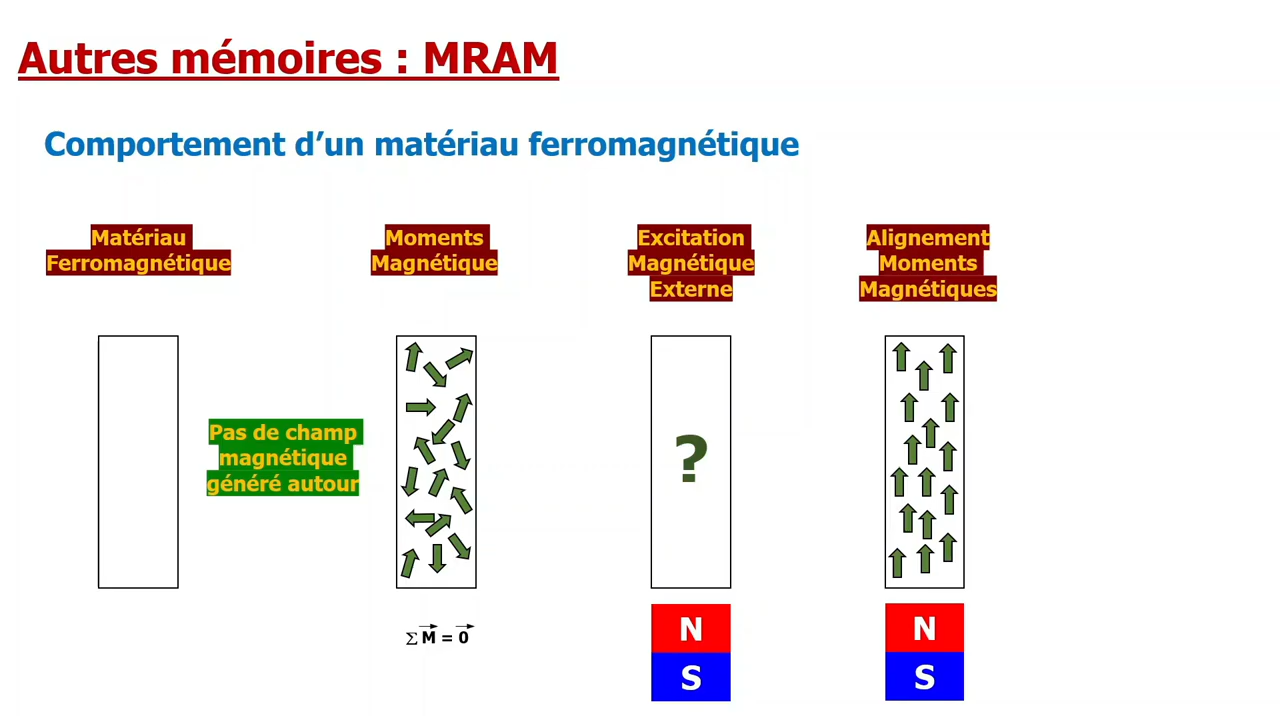 Autres mémoires : MRAM
Comportement d’un matériau ferromagnétique
Matériau
Ferromagnétique
Moments
Magnétique
Excitation
Magnétique
Externe
Alignement
Moments
Magnétiques
Pas de champ
magnétique
généré autour
?
Σ M = 0
N
S
N
S